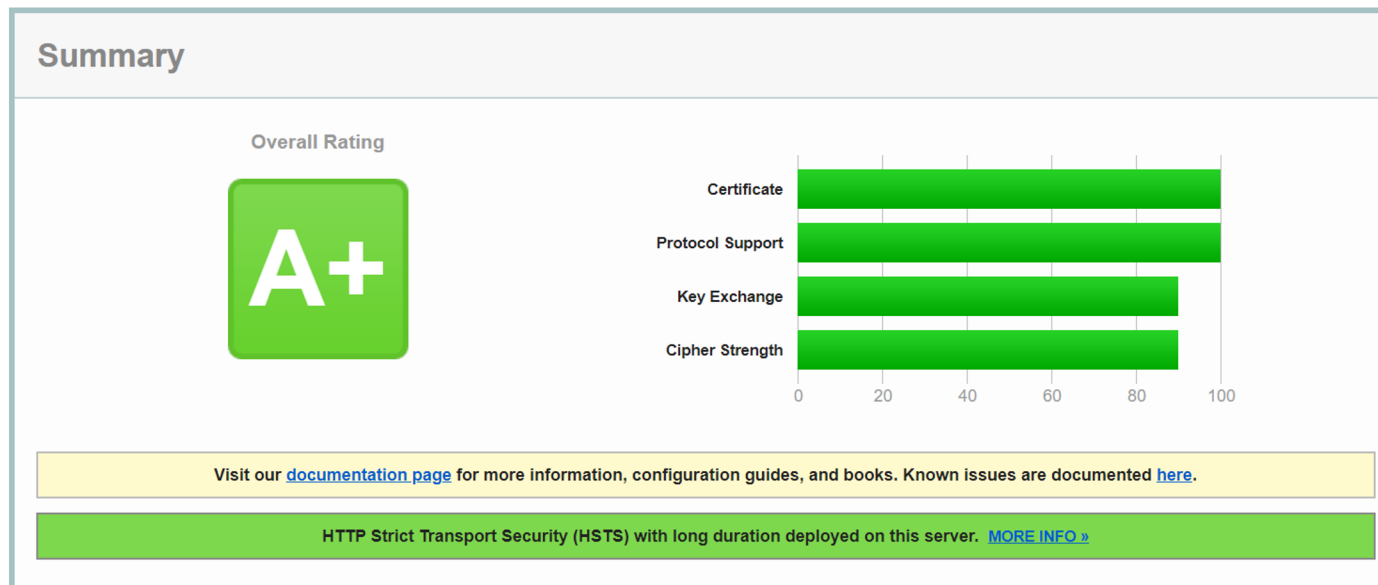 Summary
Overall Rating
A+
Certificate
Protocol Support
Key Exchange
Cipher Strength
0 20 40 60 80 100
Visit our documentation page for more information, configuration guides, and books. Known issues are documented here.
HTTP Strict Transport Security (HSTS) with long duration deployed on this server. MORE INFO »